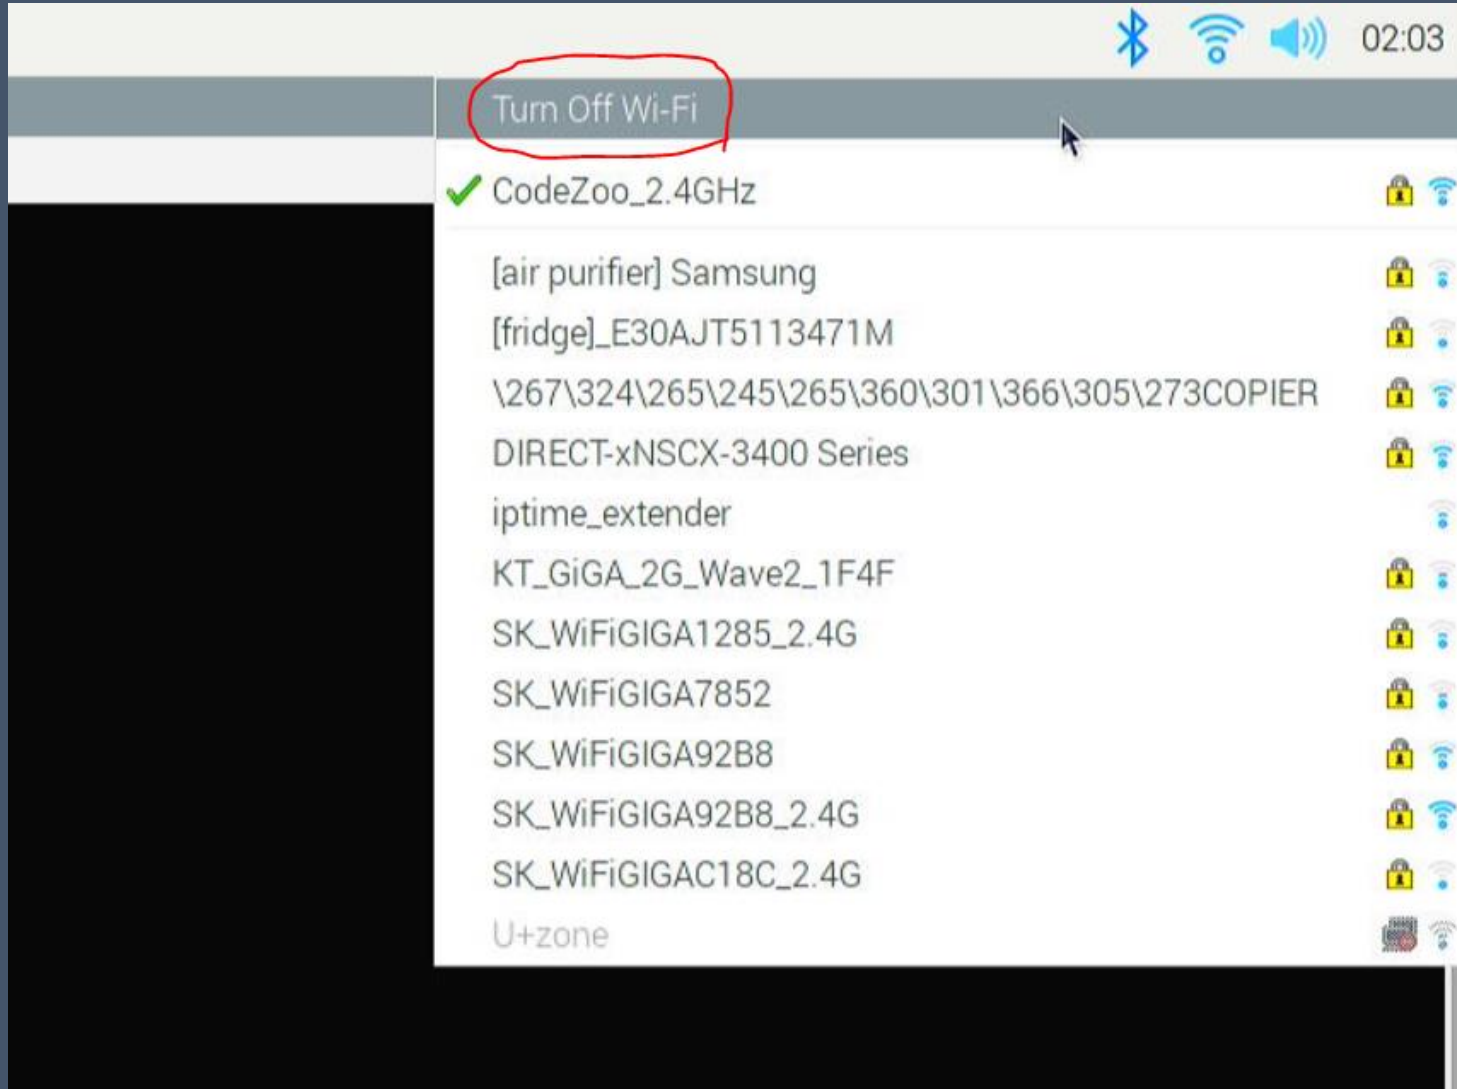 02:03
Turn Off Wi-Fi
CodeZoo_2.4GHz
[air purifier] Samsung
[fridge]_E30AJT5113471M
\267\324\265\245\265\360\301\366\305\273COPIER
DIRECT-xNSCX-3400 Series
iptime_extender
KT_GiGA_2G_Wave2_1F4F
SK_WiFiGIGA1285_2.4G
SK_WiFiGIGA7852
SK_WiFiGIGA92B8
SK_WiFiGIGA92B8_2.4G
SK_WiFiGIGAC18C_2.4G
U+zone